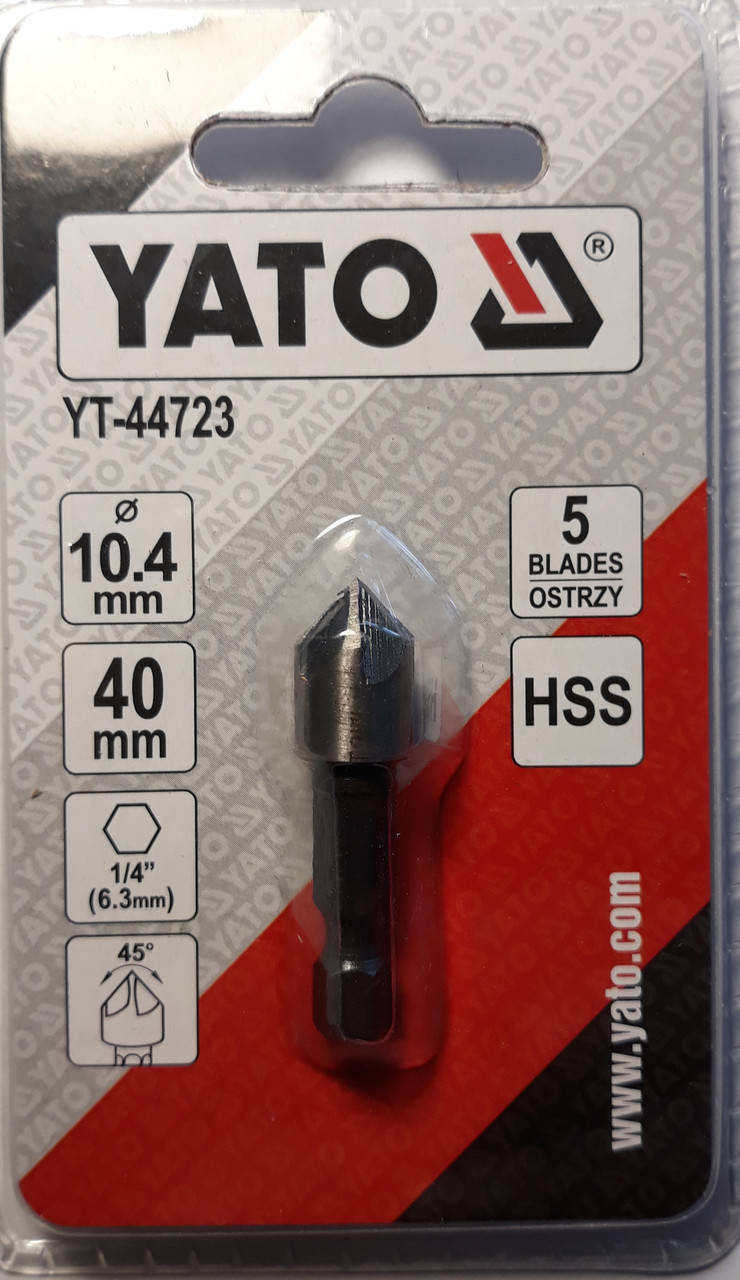 YATO ®
YT-44723
Ø
10.4
mm
40
mm
1/4"
(6.3mm)
45°
5
BLADES
OSTRZY
HSS
www.yato.com